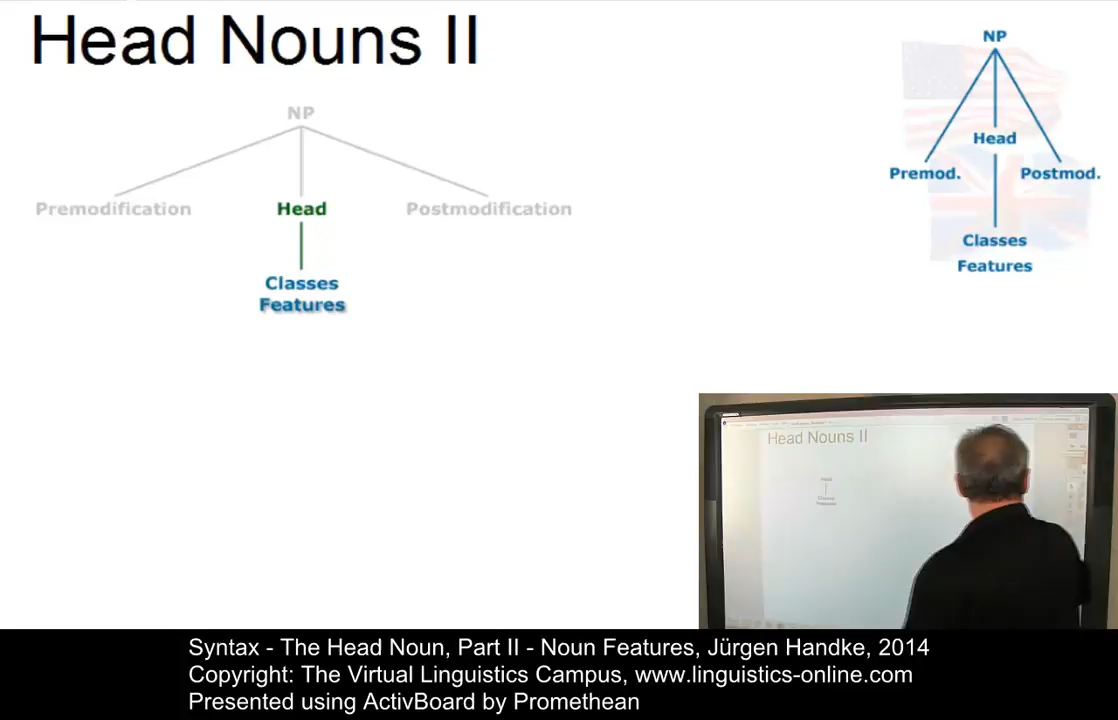 Head Nouns II
NP
Premodification Head Postmodification
Classes
Features
NP
Head
Premod. Postmod.
Classes
Features
Head Nouns II
Syntax - The Head Noun, Part II - Noun Features, Jürgen Handke, 2014
Copyright: The Virtual Linguistics Campus, www.linguistics-online.com
Presented using ActivBoard by Promethean